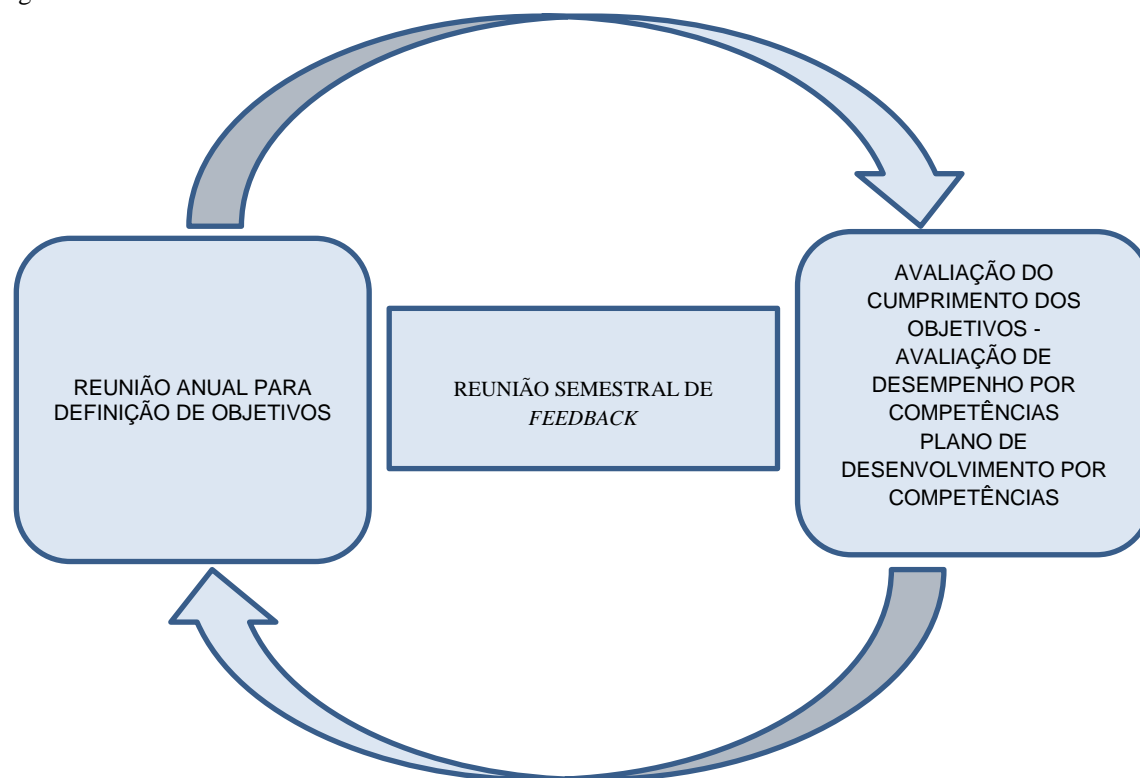 g
REUNIÃO ANUAL PARA
DEFINIÇÃO DE OBJETIVOS
REUNIÃO SEMESTRAL DE
FEEDBACK
AVALIAÇÃO DO
CUMPRIMENTO DOS
OBJETIVOS -
AVALIAÇÃO DE
DESEMPENHO POR
COMPETÊNCIAS
PLANO DE
DESENVOLVIMENTO POR
COMPETÊNCIAS